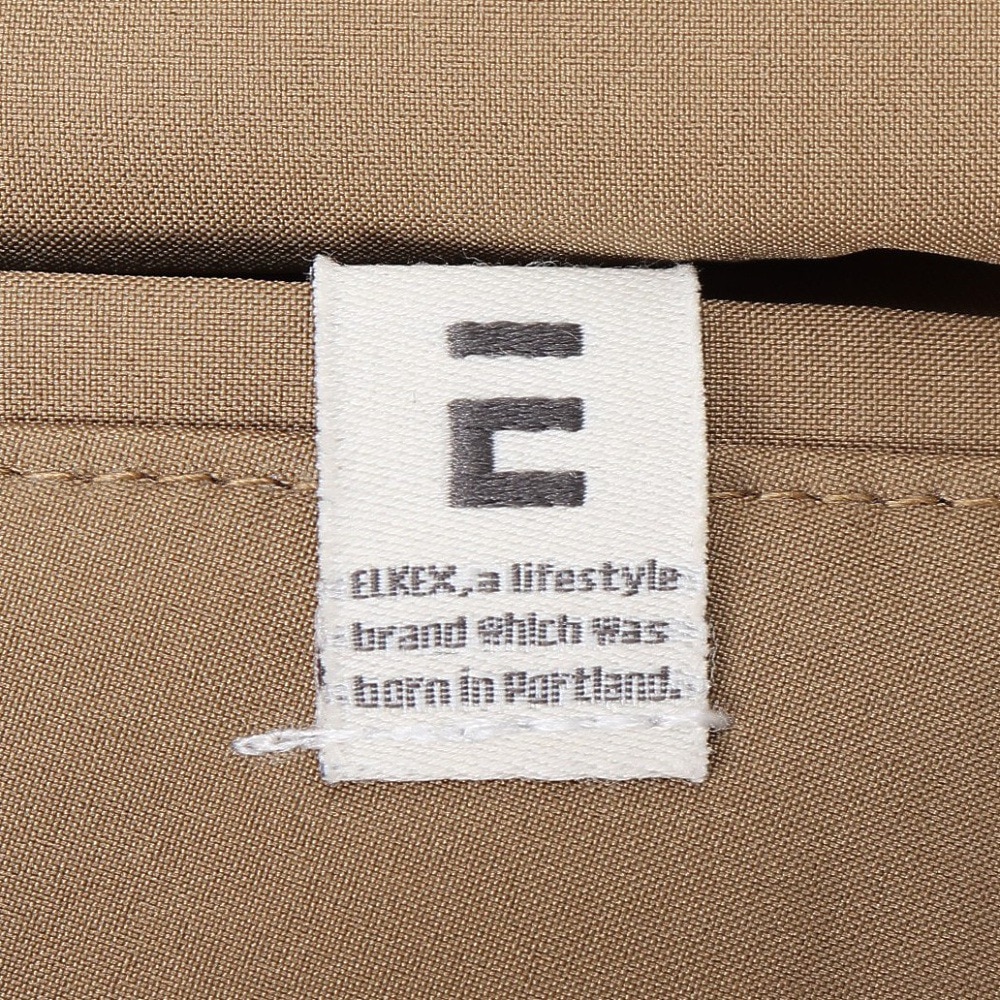 E
ELKEX, a lifestyle
brand which was
born in Portland.